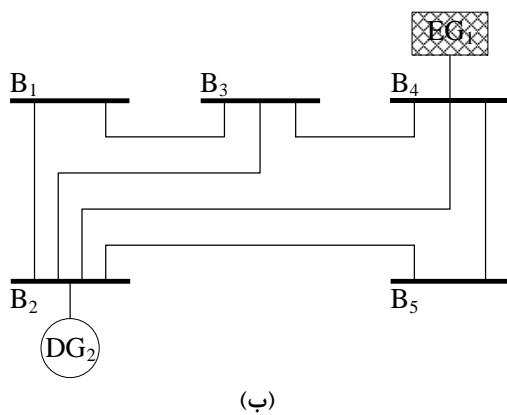 EG₁
B₁
B₃
B₄
B₂
B₅
DG₂
(ب)